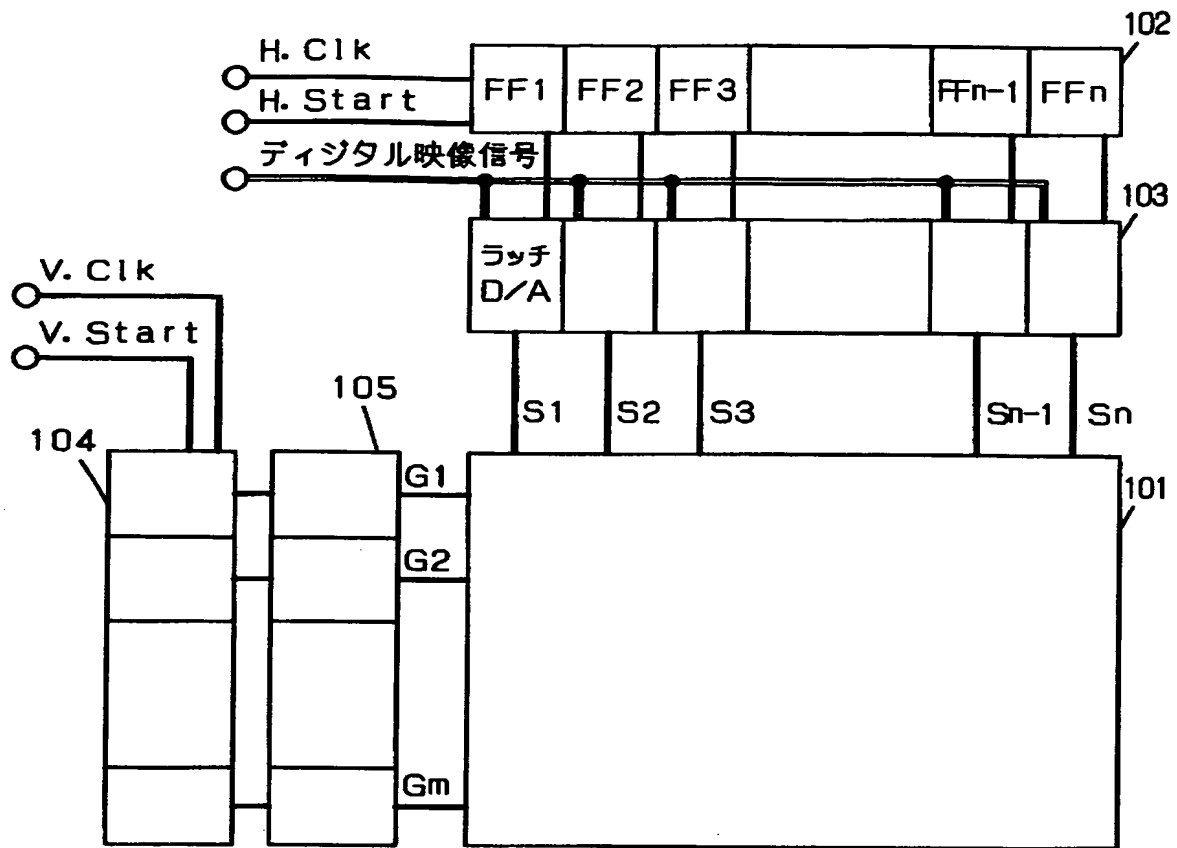 H. Clk
102
FF1 FF2 FF3 FFn-1 FFn
H. Start
ディジタル映像信号
103
ラッチ
D/A
V. Clk
V. Start
S1 S2 S3 Sn-1 Sn
105
104
101
G1
G2
Gm